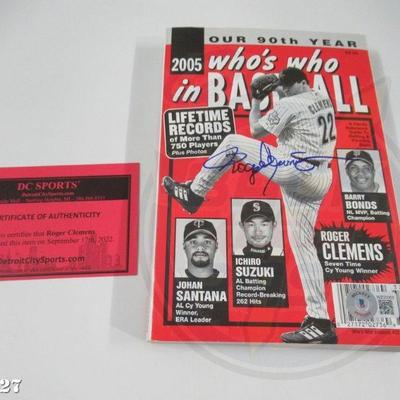 OUR 90th YEAR
2005 who's who
in BASEBALL
LIFETIME
RECORDS
of More Than
750 Players
Plus Photos
CLEMENS
22
BARRY
BONDS
NL MVP, Batting
Champion
ROGER
CLEMENS
Seven Time
Cy Young Winner
ICHIRO
SUZUKI
AL Batting
Champion
Record-Breaking
262 Hits
JOHAN
SANTANA
AL Cy Young
Winner,
ERA Leader
DC SPORTS
DetroitCitySports.com
CERTIFICATE OF AUTHENTICITY
certifies that Roger Clemens
this item on September 17th, 2022.
DetroitCitySports.com
27